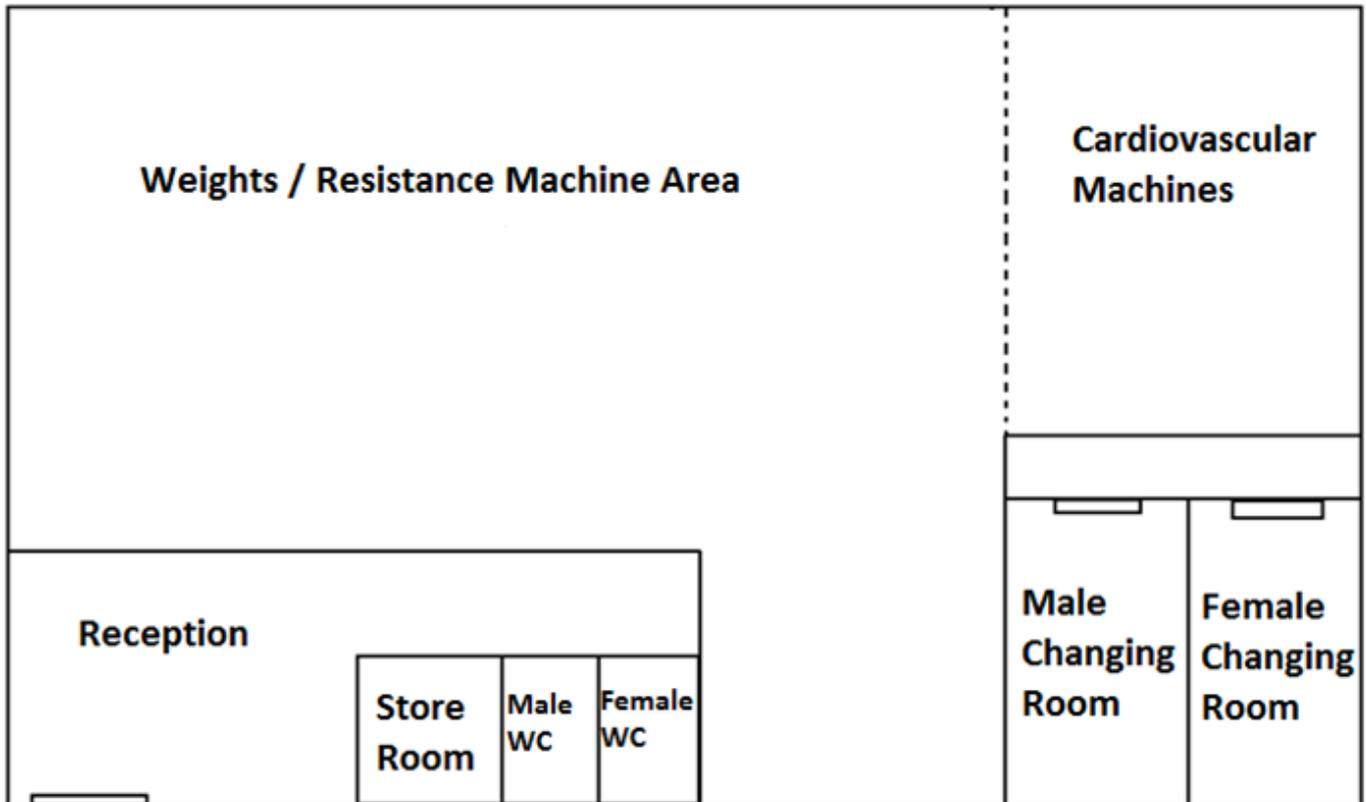 Weights / Resistance Machine Area
Cardiovascular
Machines
Reception
Store
Room
Male
WC
Female
WC
Male
Changing
Room
Female
Changing
Room